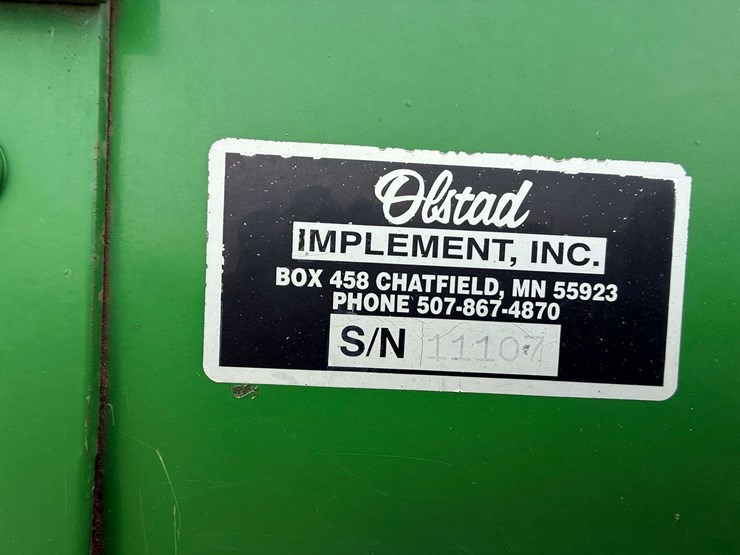 Olstad
IMPLEMENT, INC.
BOX 458 CHATFIELD, MN 55923
PHONE 507-867-4870
S/N 11107